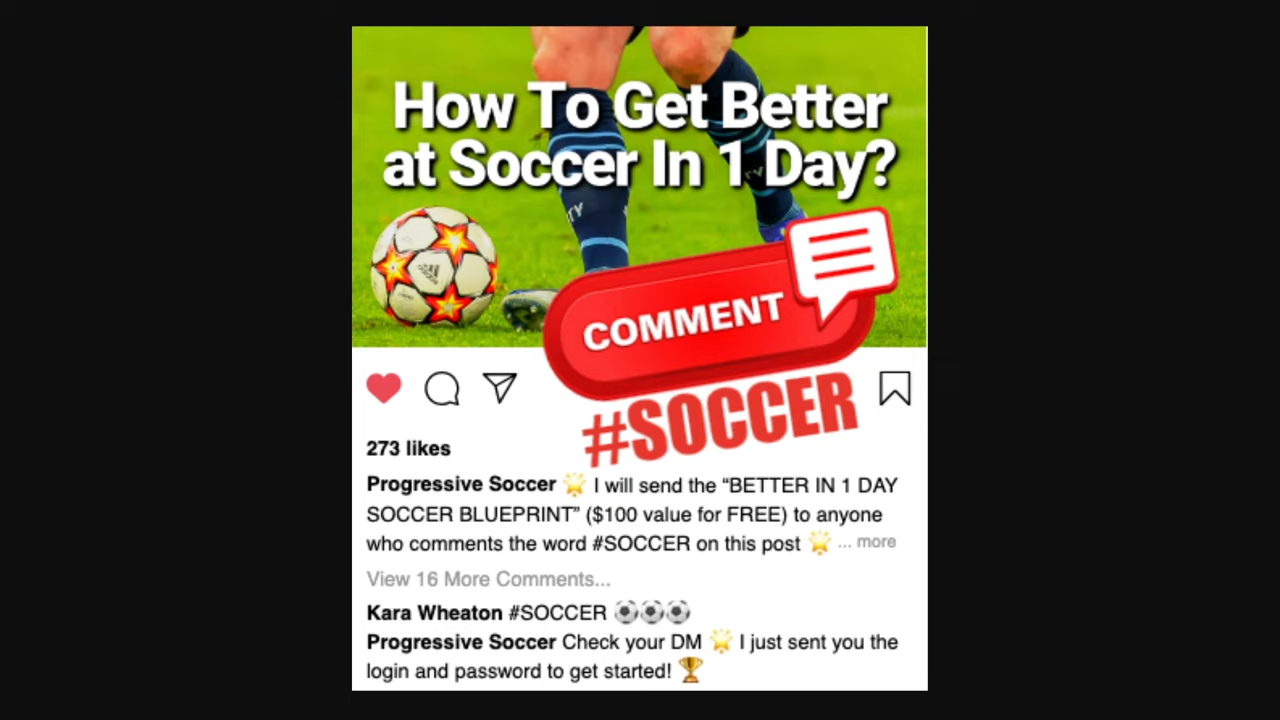 How To Get Better
at Soccer In 1 Day?
TY
TY
adidas
COMMENT
#SOCCER
273 likes
Progressive Soccer 🌟 I will send the “BETTER IN 1 DAY
SOCCER BLUEPRINT” ($100 value for FREE) to anyone
who comments the word #SOCCER on this post 🌟 ... more
View 16 More Comments...
Kara Wheaton #SOCCER ⚽⚽⚽
Progressive Soccer Check your DM 🌟 I just sent you the
login and password to get started! 🏆